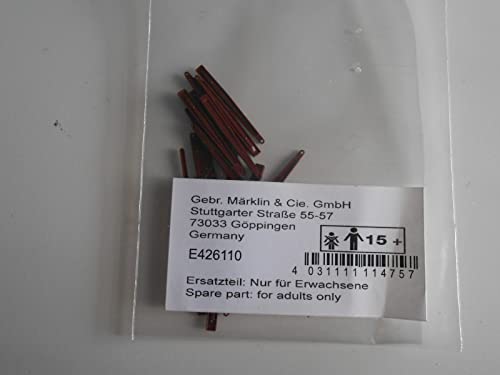 Gebr. Märklin & Cie. GmbH
Stuttgarter Straße 55-57
73033 Göppingen
Germany
15 +
E426110
4 031111 114757
Ersatzteil: Nur für Erwachsene
Spare part: for adults only